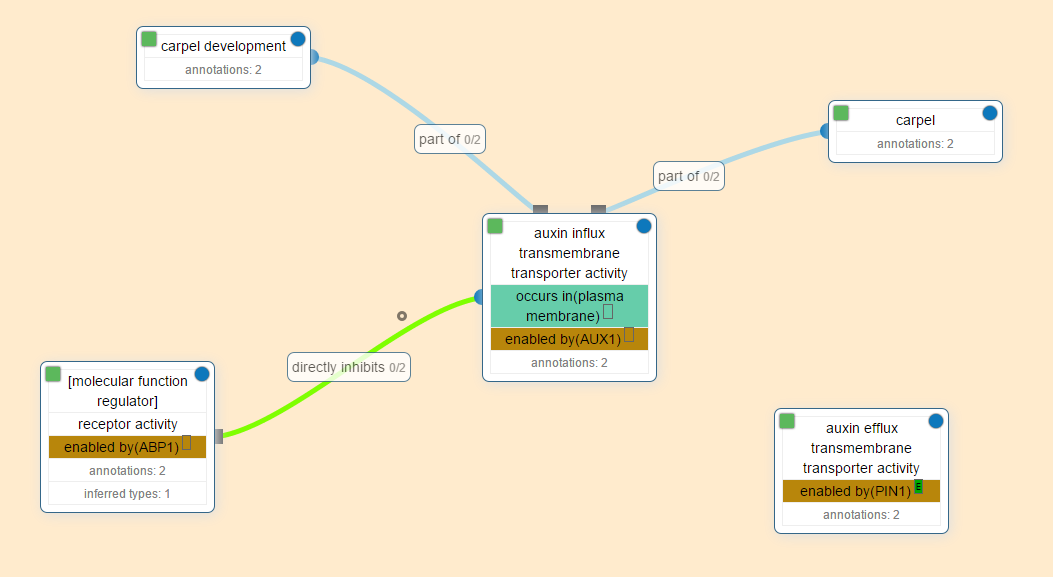 carpel development
annotations: 2
part of 0/2
carpel
annotations: 2
part of 0/2
auxin influx
transmembrane
transporter activity
occurs in(plasma
membrane)
enabled by(AUX1)
annotations: 2
directly inhibits 0/2
[molecular function
regulator]
receptor activity
enabled by(ABP1)
annotations: 2
inferred types: 1
auxin efflux
transmembrane
transporter activity
enabled by(PIN1) E
annotations: 2